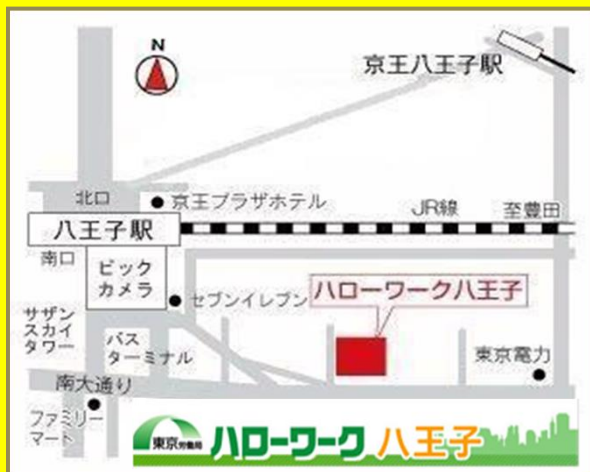 N
京王八王子駅
北口
京王プラザホテル
JR線
至豊田
八王子駅
南口
ビック
カメラ
セブンイレブン
ハローワーク八王子
サザン
スカイ
タワー
バス
ターミナル
東京電力
南大通り
ファミリー
マート
東京労働局
ハローワーク 八王子